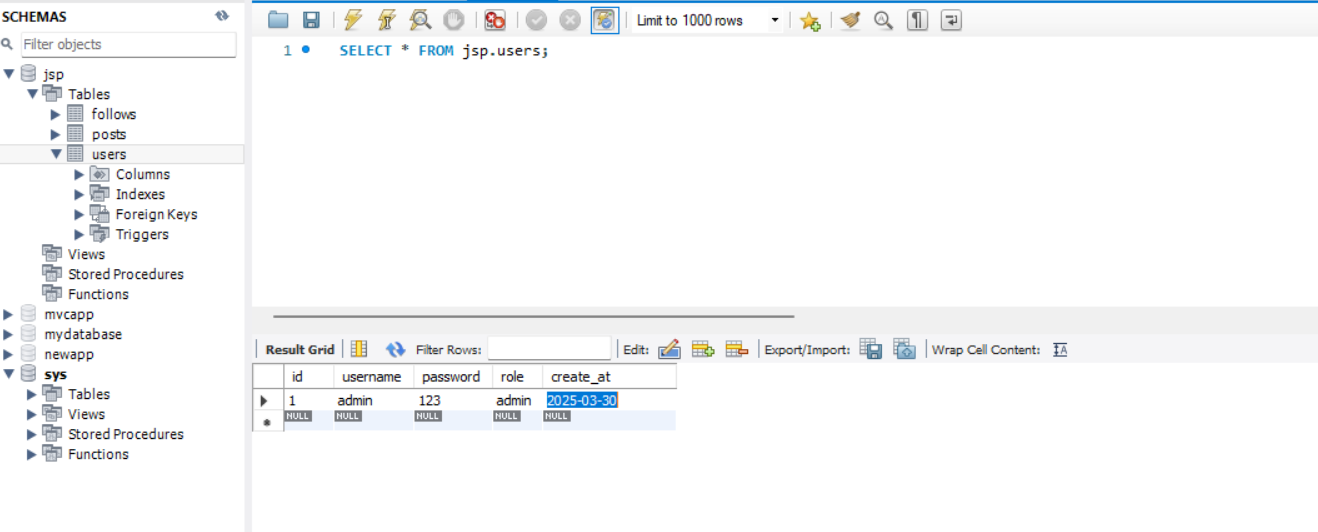 SCHEMAS
Filter objects
jsp
Tables
follows
posts
users
Columns
Indexes
Foreign Keys
Triggers
Views
Stored Procedures
Functions
mvcapp
mydatabase
newapp
sys
Tables
Views
Stored Procedures
Functions
Limit to 1000 rows
1 SELECT * FROM jsp.users;
Result Grid Filter Rows: Edit: Export/Import: Wrap Cell Content:
id username password role create_at
1 admin 123 admin 2025-03-30
NULL NULL NULL NULL NULL